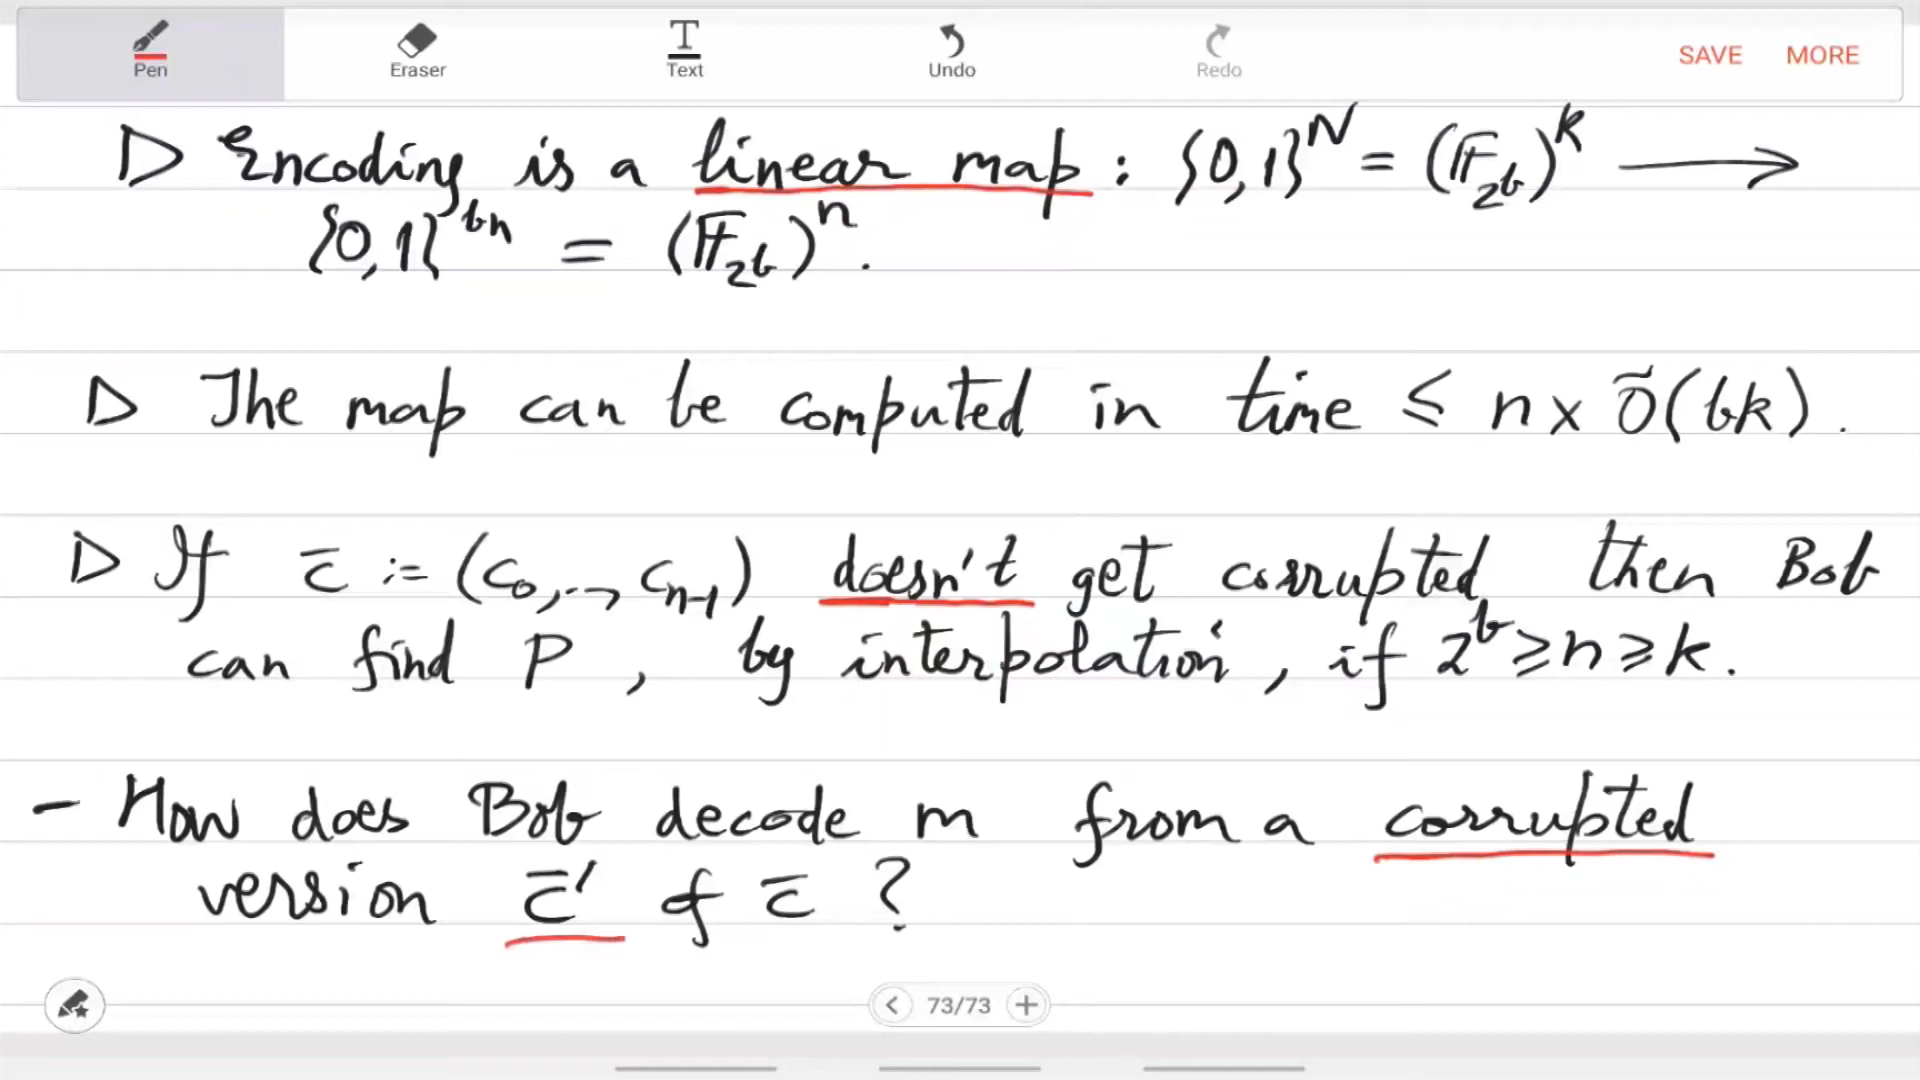 Pen Eraser Text Undo Redo SAVE MORE
▷ Encoding is a linear map : {0,1}^N = (𝔽_{2^b})^k ⟶
{0,1}^{bn} = (𝔽_{2^b})^n .
▷ The map can be computed in time ≤ n × Õ(bk) .
▷ If c̄ := (c₀, .., c_{n-1}) doesn't get corrupted, then Bob
can find P , by interpolation , if 2^b ≥ n ≥ k .
- How does Bob decode m from a corrupted
version c̄' of c̄ ?
73/73